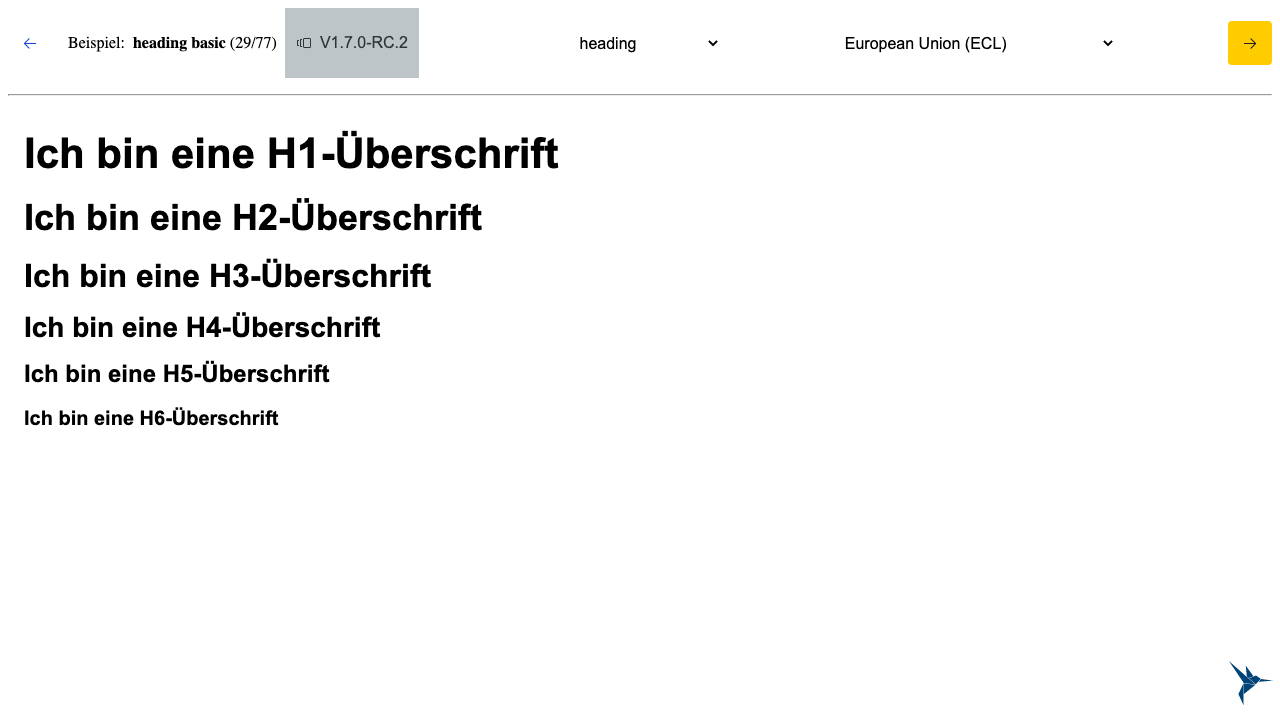 ← Beispiel: heading basic (29/77) V1.7.0-RC.2 heading European Union (ECL) →
Ich bin eine H1-Überschrift
Ich bin eine H2-Überschrift
Ich bin eine H3-Überschrift
Ich bin eine H4-Überschrift
Ich bin eine H5-Überschrift
Ich bin eine H6-Überschrift